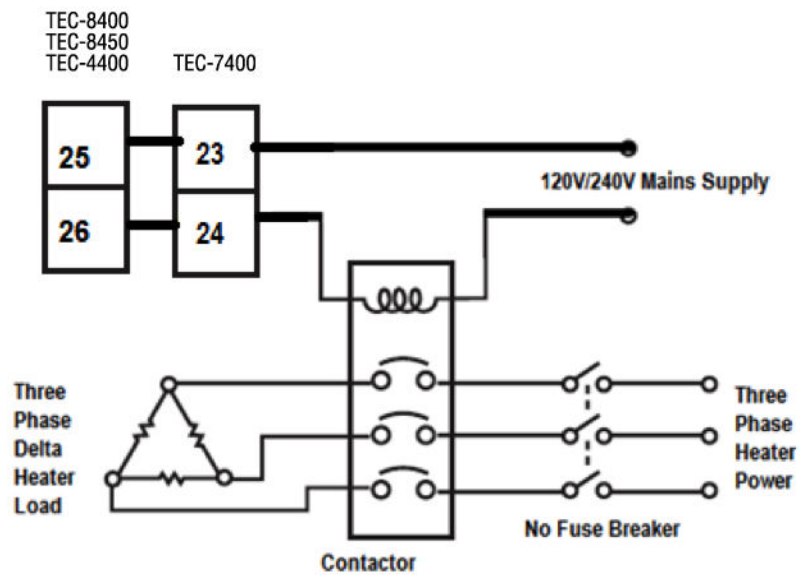 TEC-8400
TEC-8450
TEC-4400 TEC-7400
25 23
26 24
120V/240V Mains Supply
Three
Phase
Delta
Heater
Load
Three
Phase
Heater
Power
No Fuse Breaker
Contactor